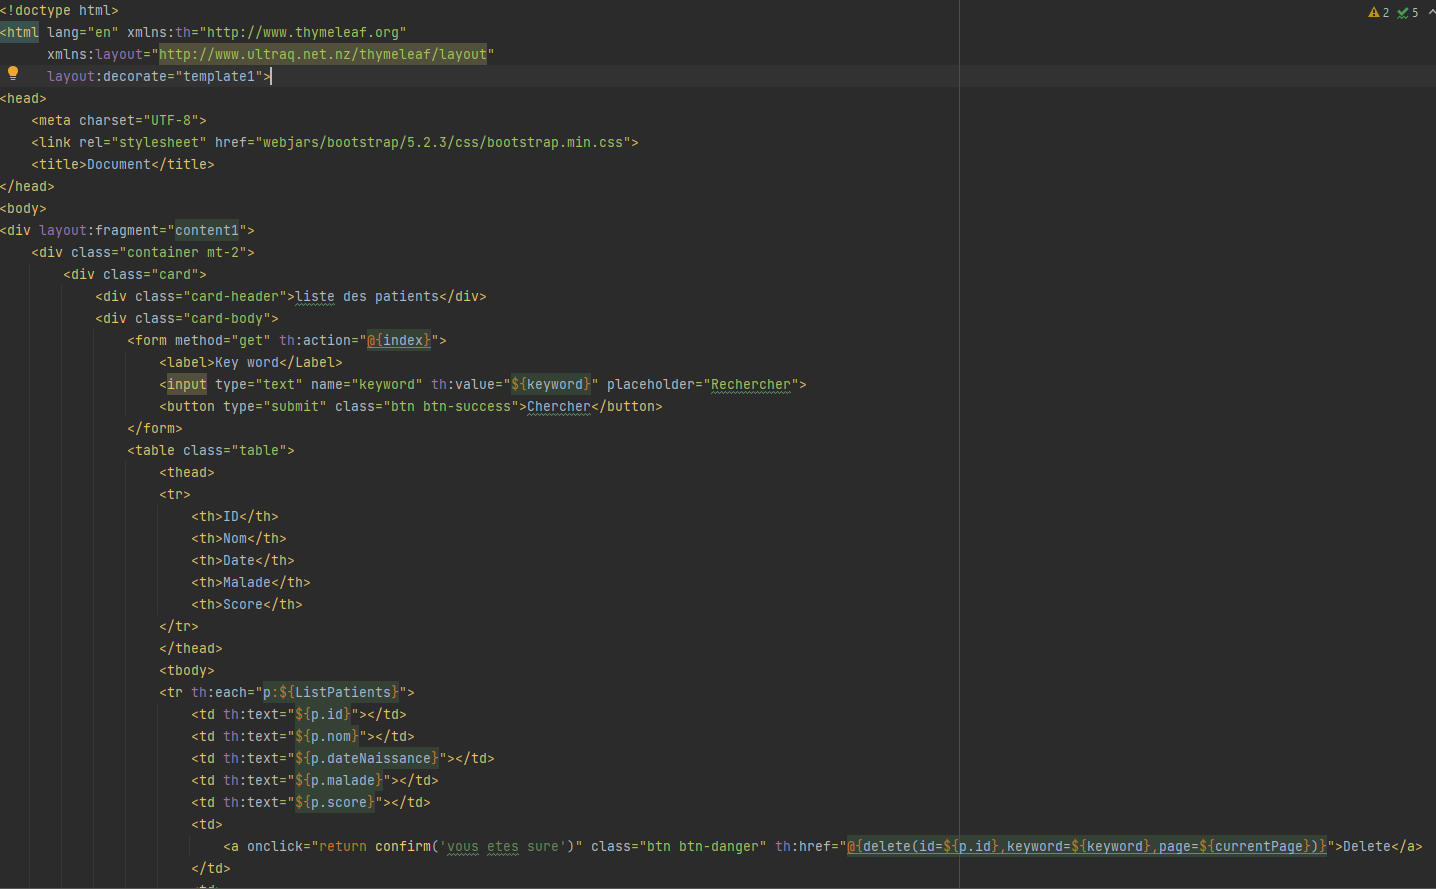 <!doctype html>
2 5
<html lang="en" xmlns:th="http://www.thymeleaf.org"
      xmlns:layout="http://www.ultraq.net.nz/thymeleaf/layout"
      layout:decorate="template1">
<head>
    <meta charset="UTF-8">
    <link rel="stylesheet" href="webjars/bootstrap/5.2.3/css/bootstrap.min.css">
    <title>Document</title>
</head>
<body>
<div layout:fragment="content1">
    <div class="container mt-2">
        <div class="card">
            <div class="card-header">liste des patients</div>
            <div class="card-body">
                <form method="get" th:action="@{index}">
                    <label>Key word</Label>
                    <input type="text" name="keyword" th:value="${keyword}" placeholder="Rechercher">
                    <button type="submit" class="btn btn-success">Chercher</button>
                </form>
                <table class="table">
                    <thead>
                    <tr>
                        <th>ID</th>
                        <th>Nom</th>
                        <th>Date</th>
                        <th>Malade</th>
                        <th>Score</th>
                    </tr>
                    </thead>
                    <tbody>
                    <tr th:each="p:${ListPatients}">
                        <td th:text="${p.id}"></td>
                        <td th:text="${p.nom}"></td>
                        <td th:text="${p.dateNaissance}"></td>
                        <td th:text="${p.malade}"></td>
                        <td th:text="${p.score}"></td>
                        <td>
                            <a onclick="return confirm('vous etes sure')" class="btn btn-danger" th:href="@{delete(id=${p.id},keyword=${keyword},page=${currentPage})}">Delete</a>
                        </td>